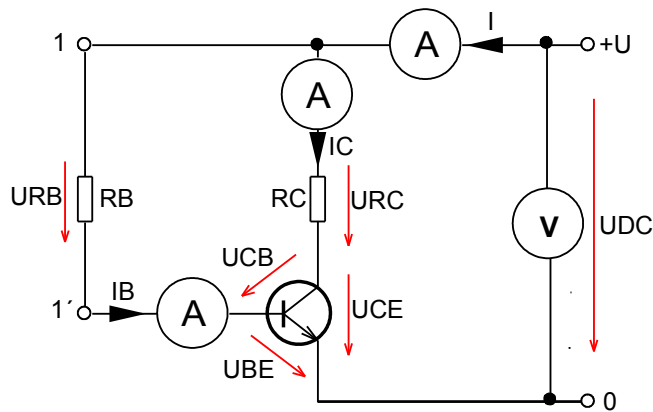 1 A I +U
A
IC
URB RB RC URC V UDC
UCB
1´ IB A UCE
UBE
0